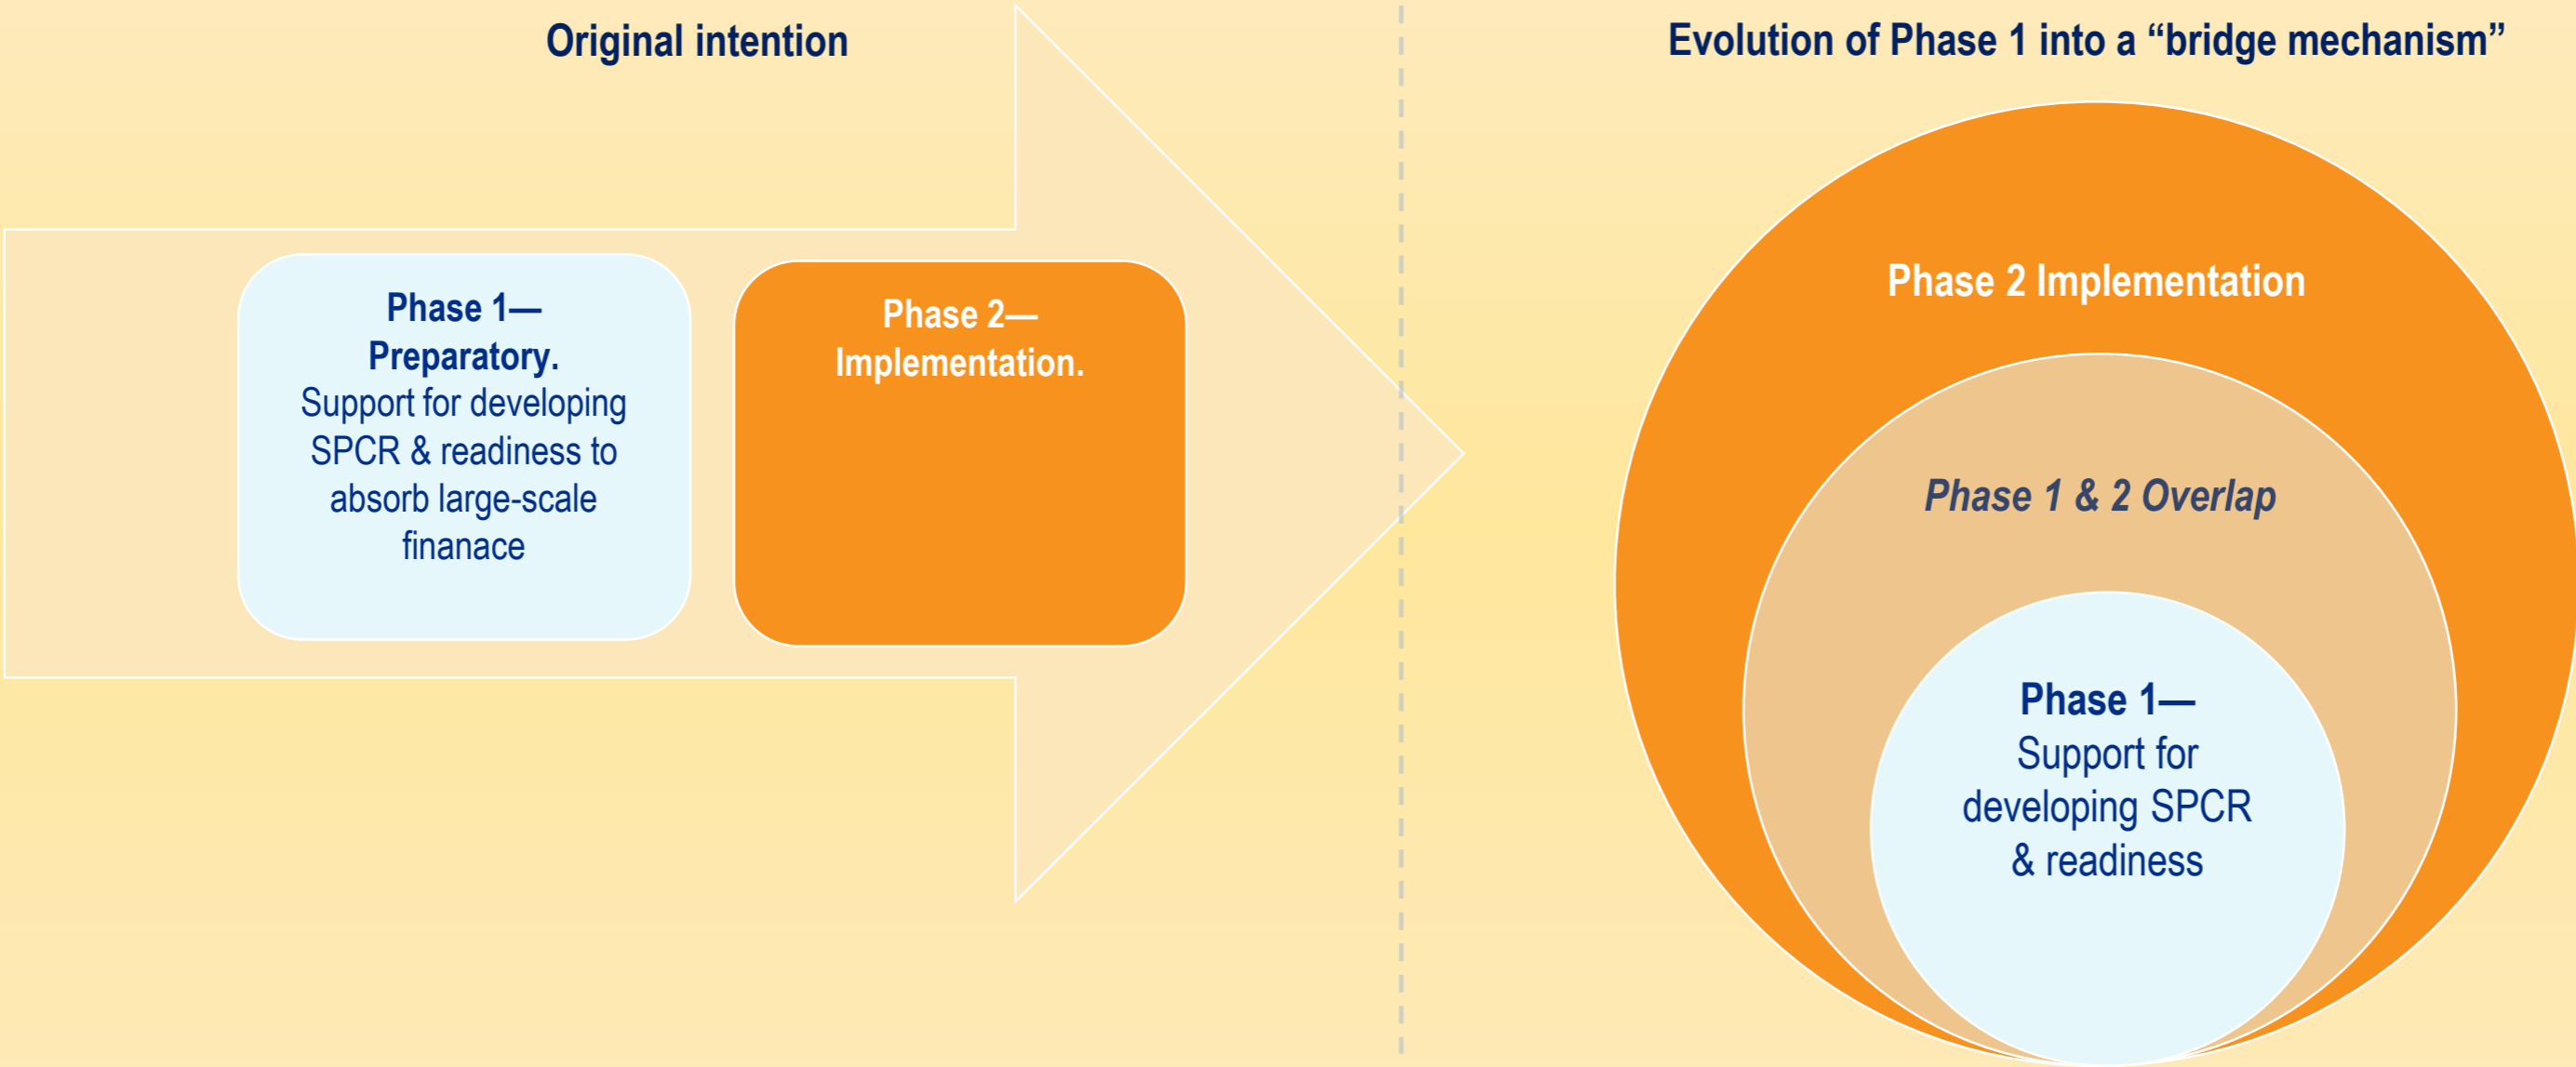 Original intention
Phase 1—
Preparatory.
Support for developing
SPCR & readiness to
absorb large-scale
finanace
Phase 2—
Implementation.
Evolution of Phase 1 into a “bridge mechanism”
Phase 2 Implementation
Phase 1 & 2 Overlap
Phase 1—
Support for
developing SPCR
& readiness